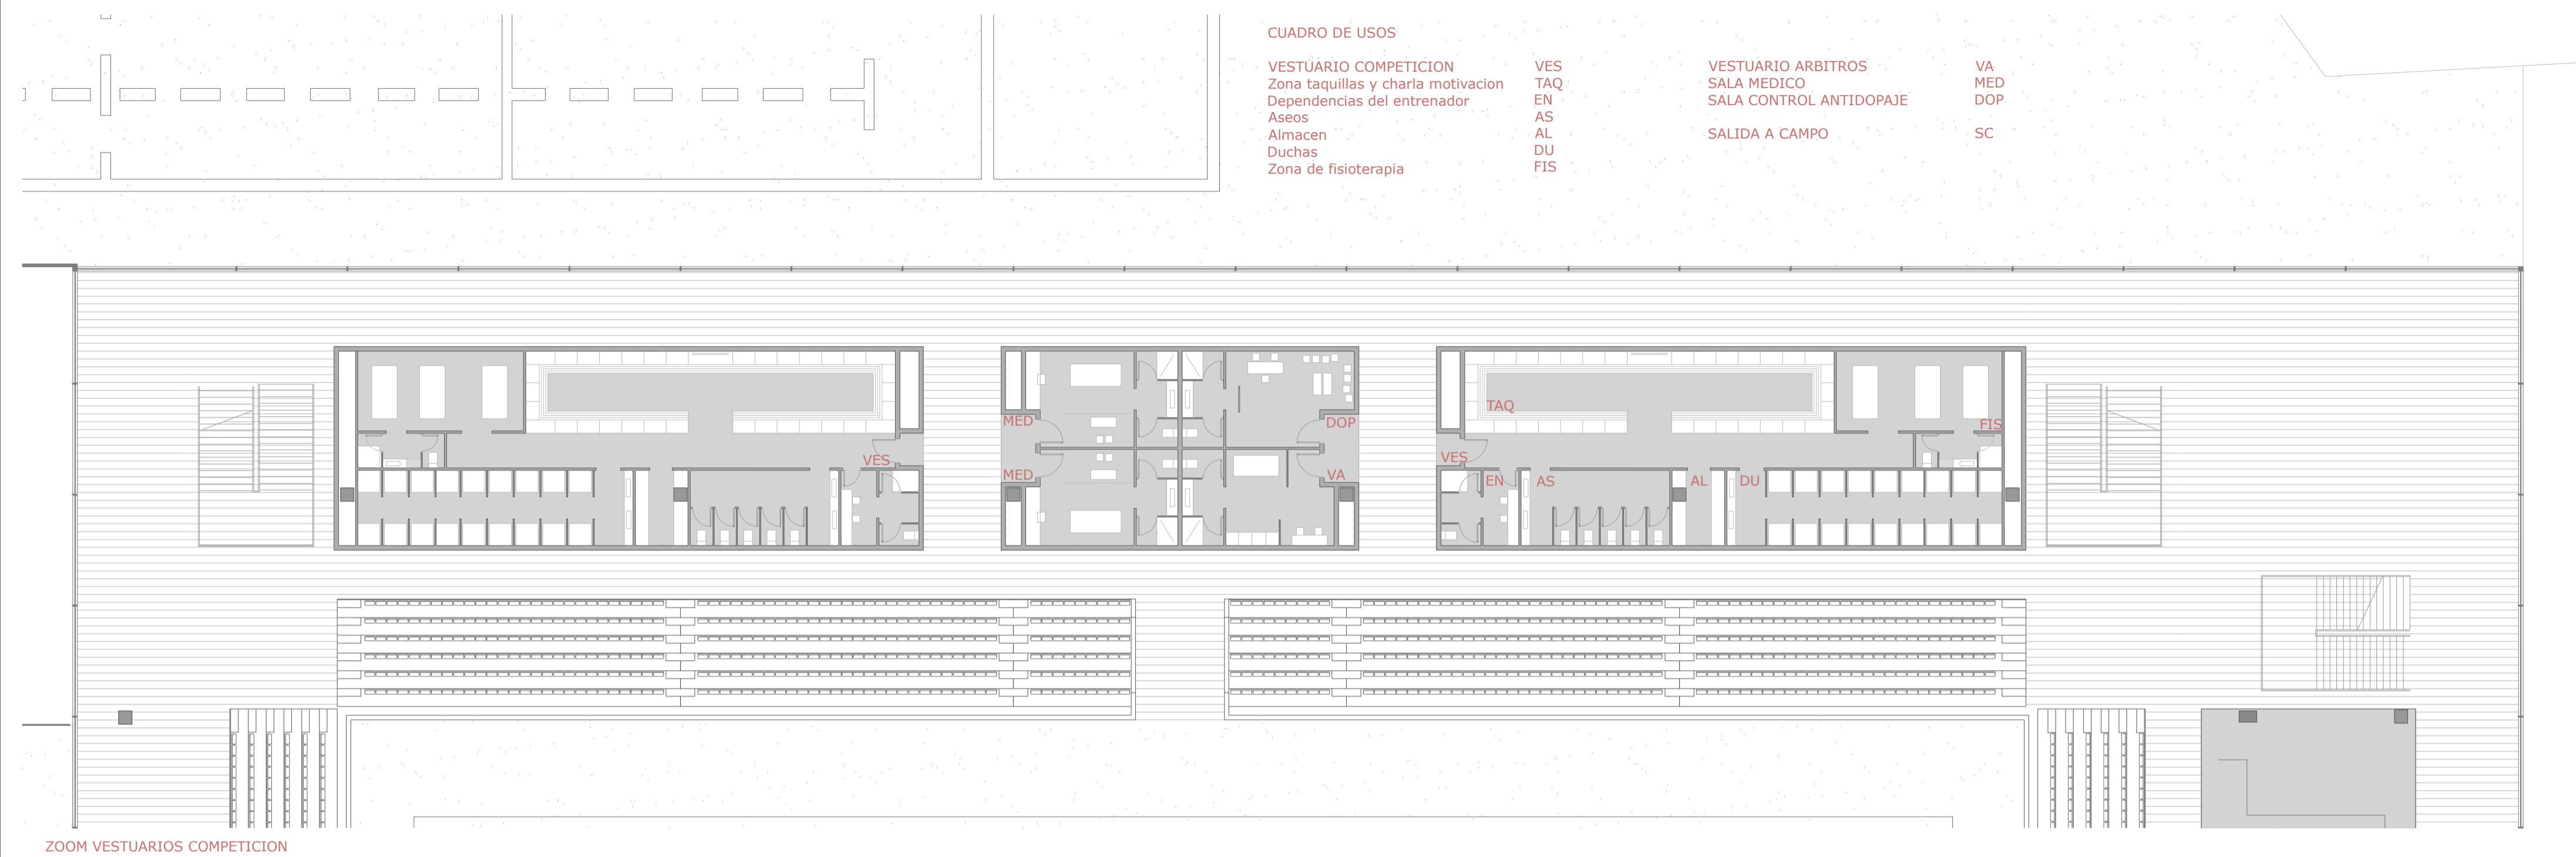 CUADRO DE USOS
VESTUARIO COMPETICION VES
Zona taquillas y charla motivacion TAQ
Dependencias del entrenador EN
Aseos AS
Almacen AL
Duchas DU
Zona de fisioterapia FIS
VESTUARIO ARBITROS VA
SALA MEDICO MED
SALA CONTROL ANTIDOPAJE DOP
SALIDA A CAMPO SC
TAQ
MED
DOP
FIS
VES
VES
MED
VA
EN
AS
AL
DU
ZOOM VESTUARIOS COMPETICION